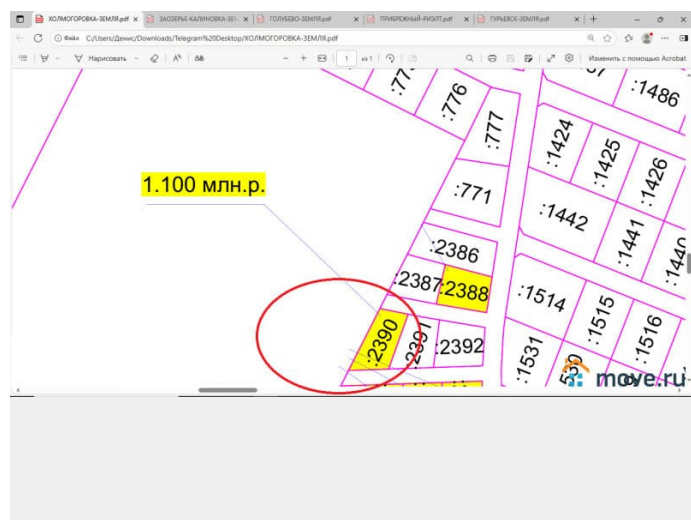 ХОЛМОГОРОВКА-ЗЕМЛЯ.pdf
ЗАОЗЕРЬЕ-КАЛИНОВКА-ЗЕ
ГОЛУБЕВО-ЗЕМЛЯ.pdf
ПРИБРЕЖНЫЙ-РИЭЛТ.pdf
ГУРЬЕВСК-ЗЕМЛЯ.pdf
Файл C:/Users/Денис/Downloads/Telegram%20Desktop/ХОЛМОГОРОВКА-ЗЕМЛЯ.pdf
Нарисовать
1 из 1
Изменить с помощью Acrobat
:776
:1486
:777
:1424
:1425
:1426
1.100 млн.р.
:771
:1442
:1441
:1440
:2386
:2387
:2388
:1514
:1515
:1516
:2390
:2391
:2392
:1531
move.ru